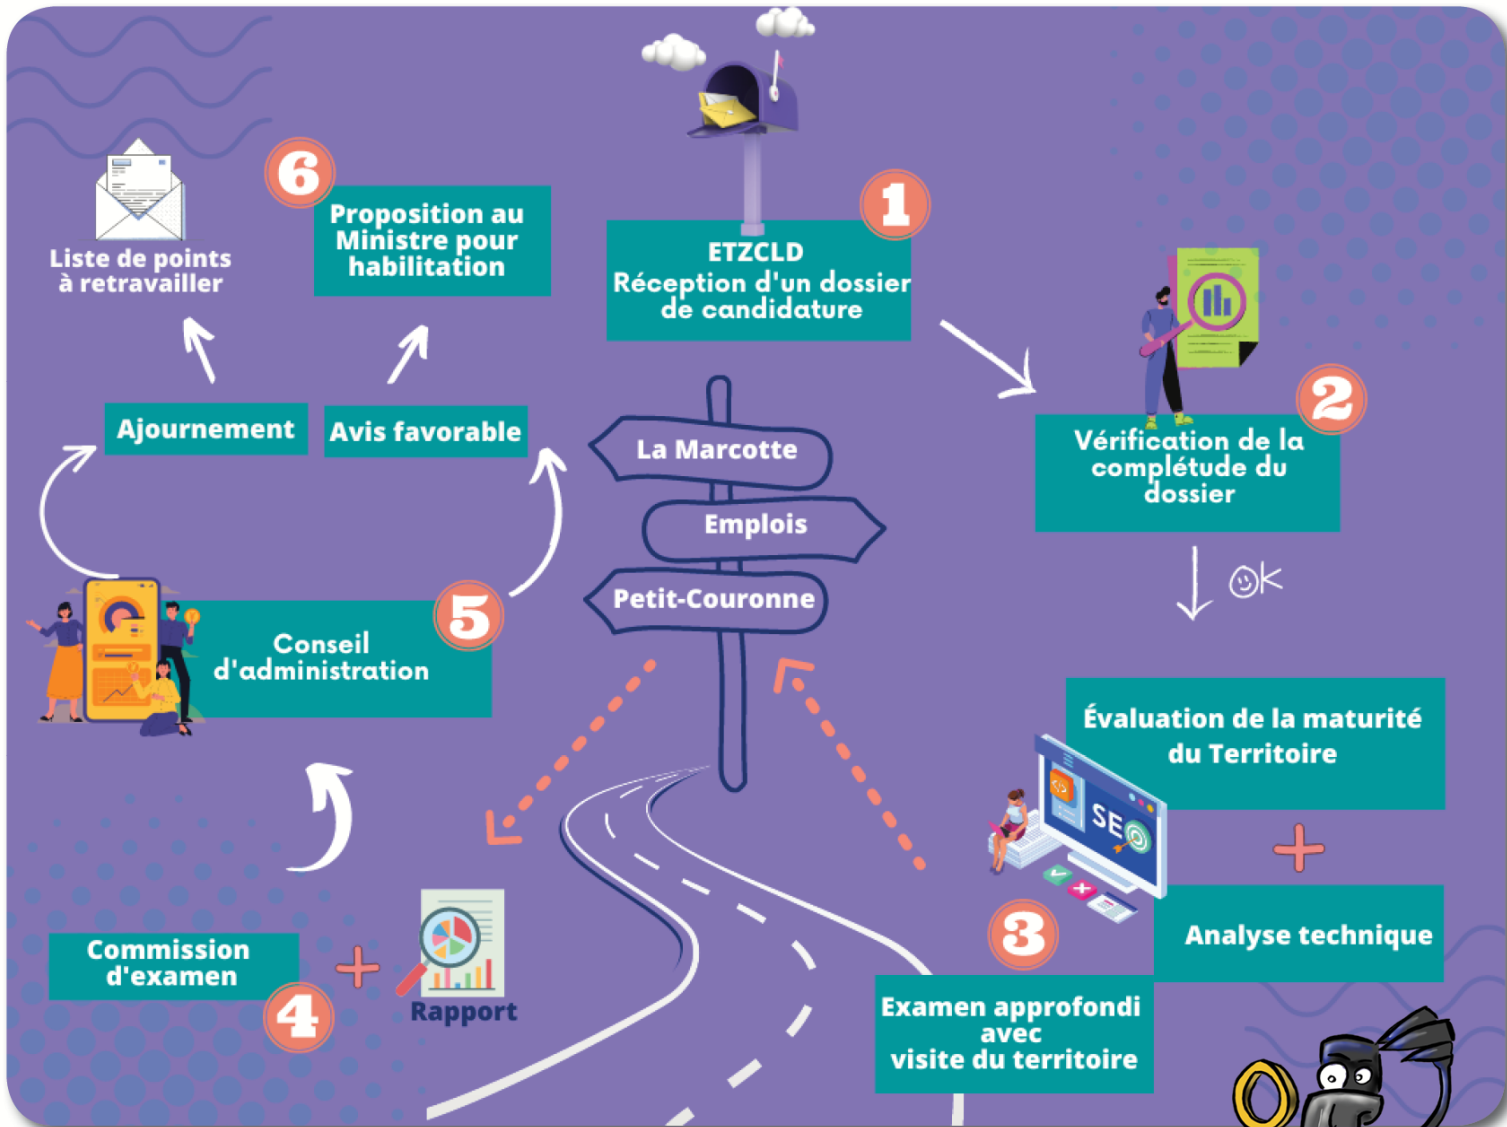 1
ETZCLD
Réception d'un dossier
de candidature
2
Vérification de la
complétude du
dossier
OK
Évaluation de la maturité
du Territoire
+
Analyse technique
SEO
3
Examen approfondi
avec
visite du territoire
La Marcotte
Emplois
Petit-Couronne
4
Commission
d'examen
+
Rapport
5
Conseil
d'administration
Ajournement
Avis favorable
Liste de points
à retravailler
6
Proposition au
Ministre pour
habilitation